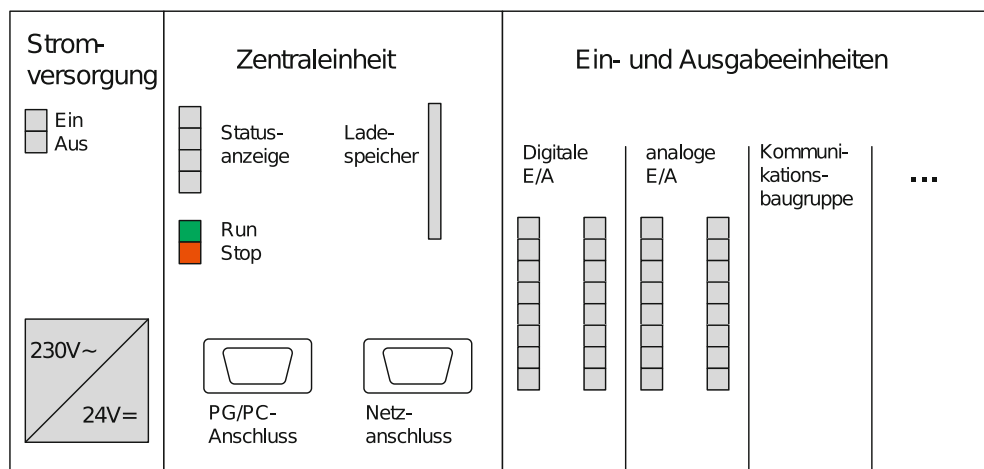 Strom-
versorgung
Ein
Aus
230V~
24V=
Zentraleinheit
Status-
anzeige
Lade-
speicher
Run
Stop
PG/PC-
Anschluss
Netz-
anschluss
Ein- und Ausgabeeinheiten
Digitale
E/A
analoge
E/A
Kommuni-
kations-
baugruppe
...